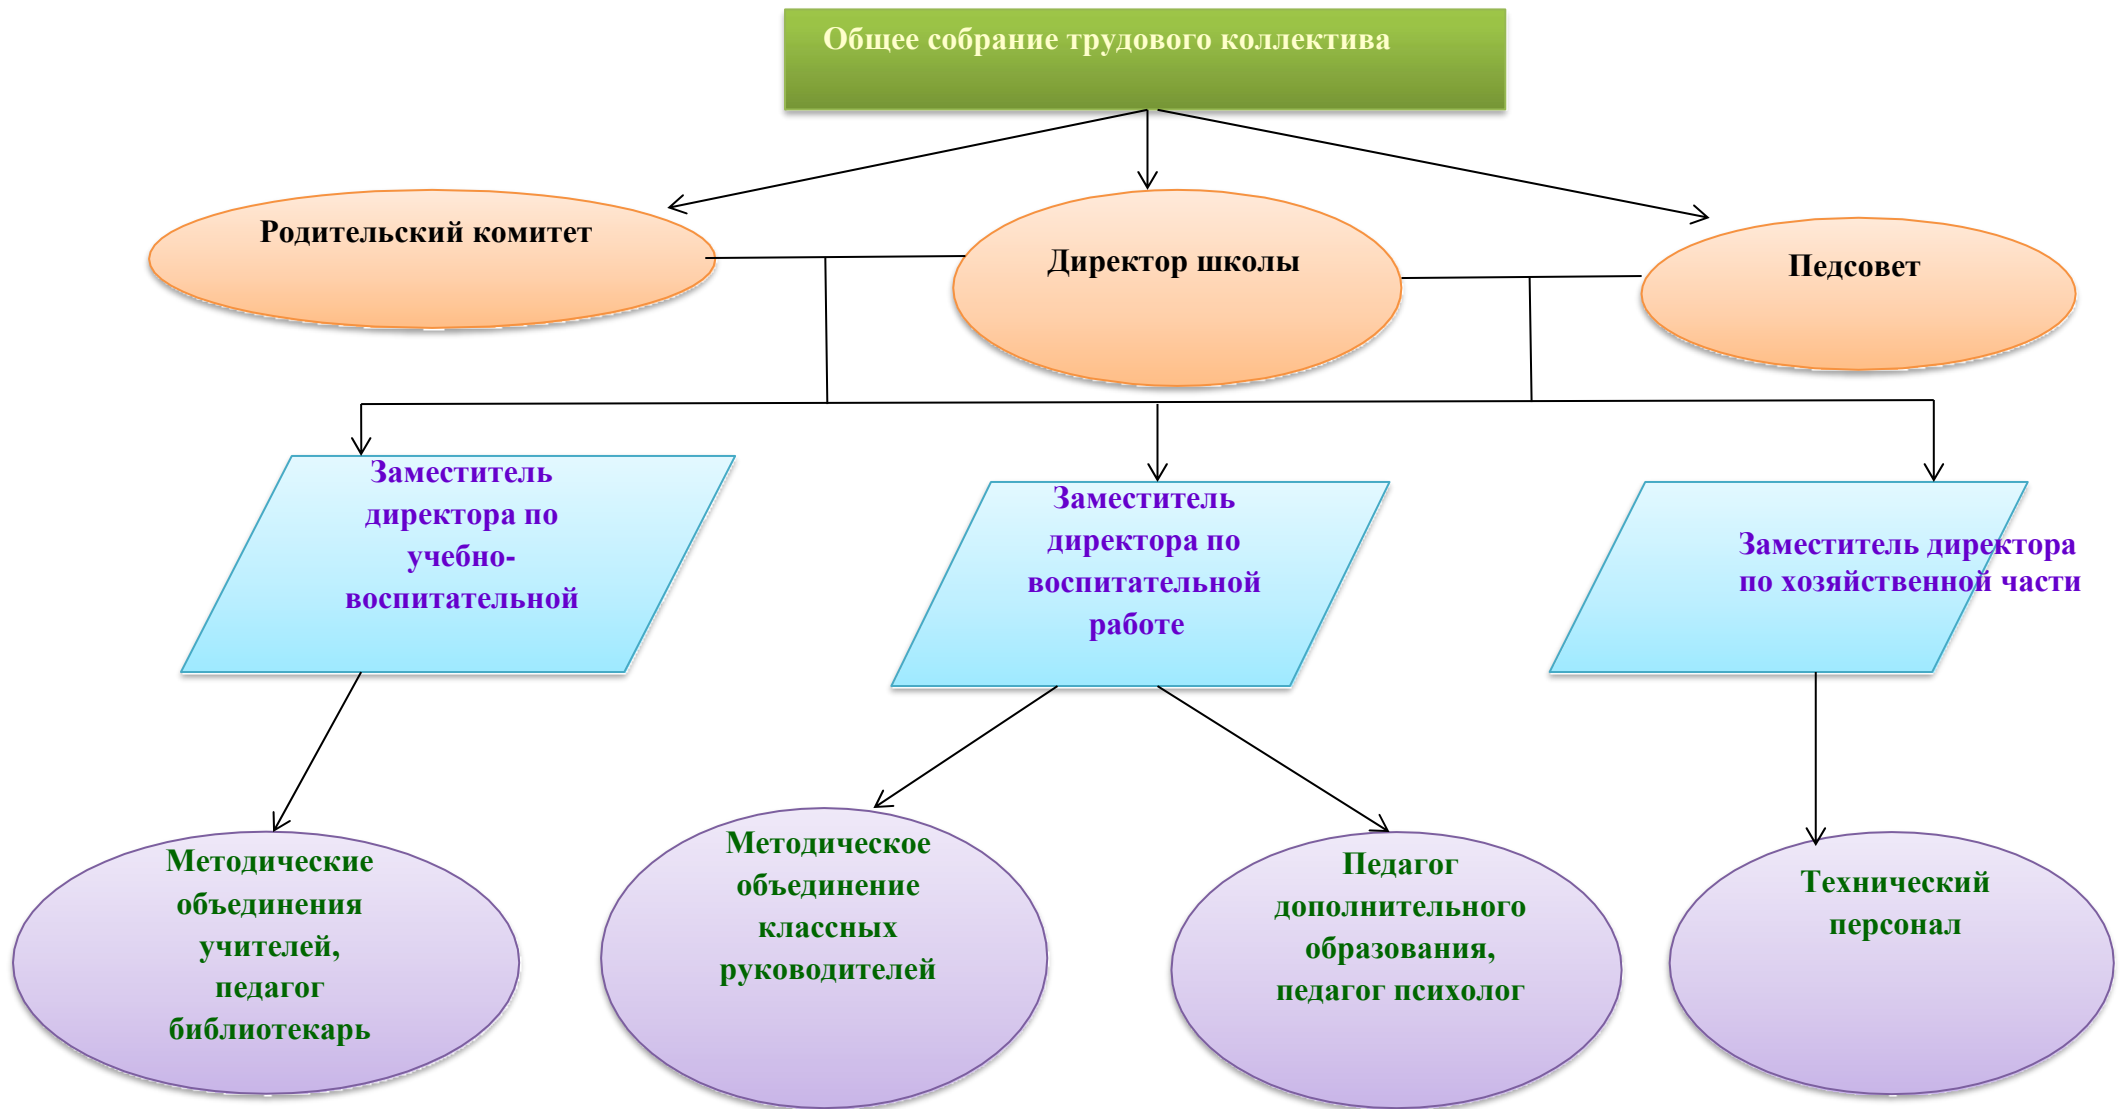 Общее собрание трудового коллектива
Родительский комитет
Директор школы
Педсовет
Заместитель
директора по
учебно-
воспитательной
Заместитель
директора по
воспитательной
работе
Заместитель директора
по хозяйственной части
Методические
объединения
учителей,
педагог
библиотекарь
Методическое
объединение
классных
руководителей
Педагог
дополнительного
образования,
педагог психолог
Технический
персонал